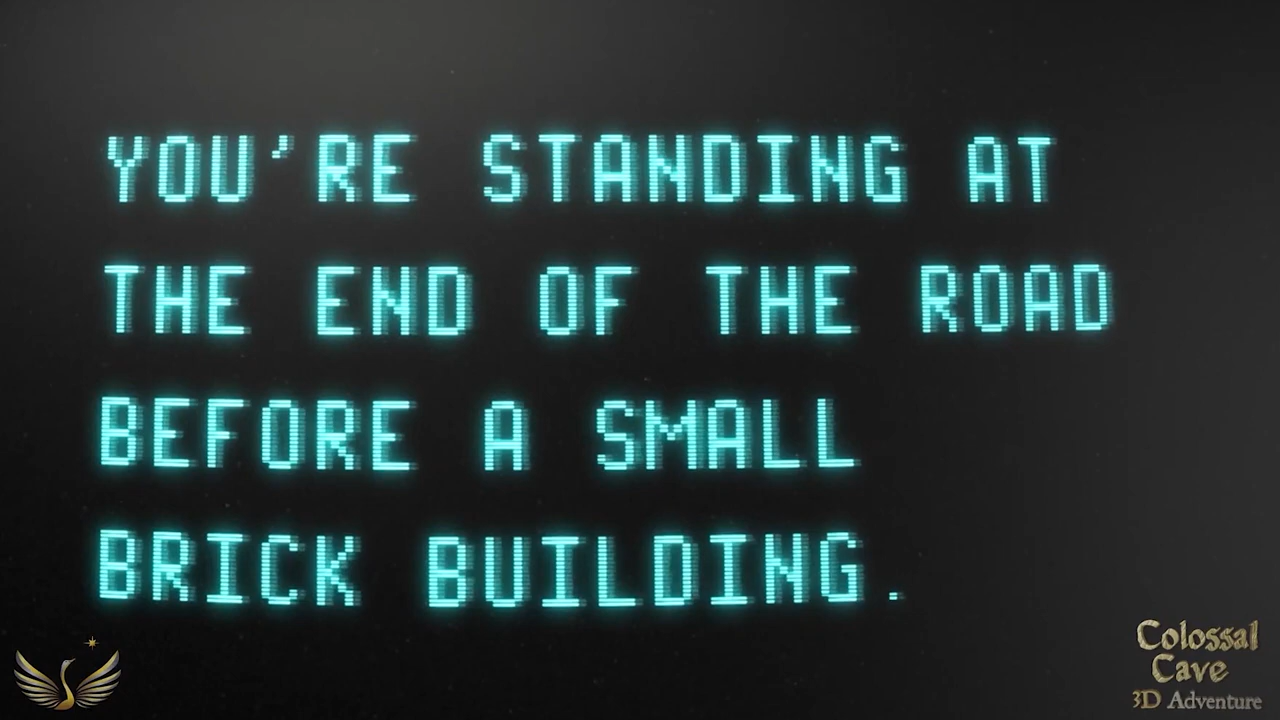 YOU'RE STANDING AT
THE END OF THE ROAD
BEFORE A SMALL
BRICK BUILDING.
Colossal
Cave
3D Adventure